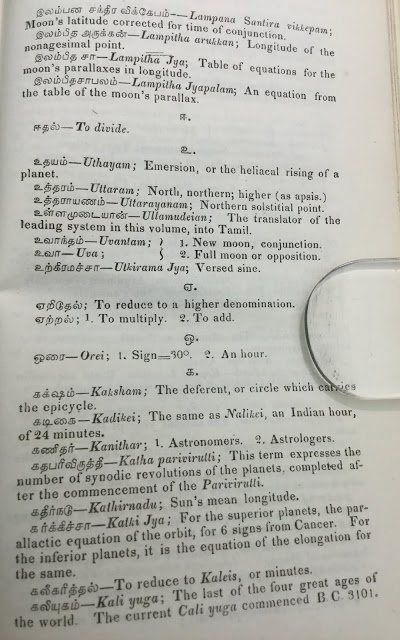 இலம்பன சந்திர விக்கேபம்—Lampana Santira vikkepam;
Moon's latitude corrected for time of conjunction.
இலம்பித அருக்கன்—Lampitha arukkan; Longitude of the
nonagesimal point.
இலம்பித சா—Lampitha Jya; Table of equations for the
moon's parallaxes in longitude.
இலம்பிதசாபலம்—Lampitha Jyapalam; An equation from
the table of the moon's parallax.
ஈ.
ஈதல்—To divide.
உ.
உதயம்—Uthayam; Emersion, or the heliacal rising of a
planet.
உத்தரம்—Uttaram; North, northern; higher (as apsis.)
உத்தராயணம்—Uttarayanam; Northern solstitial point.
உள்ளமுடையான்—Ullamudeian; The translator of the
leading system in this volume, into Tamil.
உவாந்தம்—Uvantam; } 1. New moon, conjunction.
உவா—Uva; } 2. Full moon or opposition.
உற்கிரமச்சா—Utkirama Jya; Versed sine.
ஏ.
ஏறிடுதல்; To reduce to a higher denomination.
ஏற்றல்; 1. To multiply. 2. To add.
ஒ.
ஒரை—Orei; 1. Sign=30°. 2. An hour.
க.
கக்ஷம்—Kaksham; The deferent, or circle which carries
the epicycle.
கடிகை—Kadikei; The same as Nalikei, an Indian hour,
of 24 minutes.
கணிதர்—Kanithar; 1. Astronomers. 2. Astrologers.
கதபரிவிருத்தி—Katha parivirutti; This term expresses the
number of synodic revolutions of the planets, completed af-
ter the commencement of the Parivirutti.
கதிர்நடு—Kathirnadu; Sun's mean longitude.
கர்க்கிச்சா—Katki Jya; For the superior planets, the par-
allactic equation of the orbit, for 6 signs from Cancer. For
the inferior planets, it is the equation of the elongation for
the same.
கலிகரித்தல்—To reduce to Kaleis, or minutes.
கலியுகம்—Kali yuga; The last of the four great ages of
the world. The current Cali yuga commenced B. C. 3101.